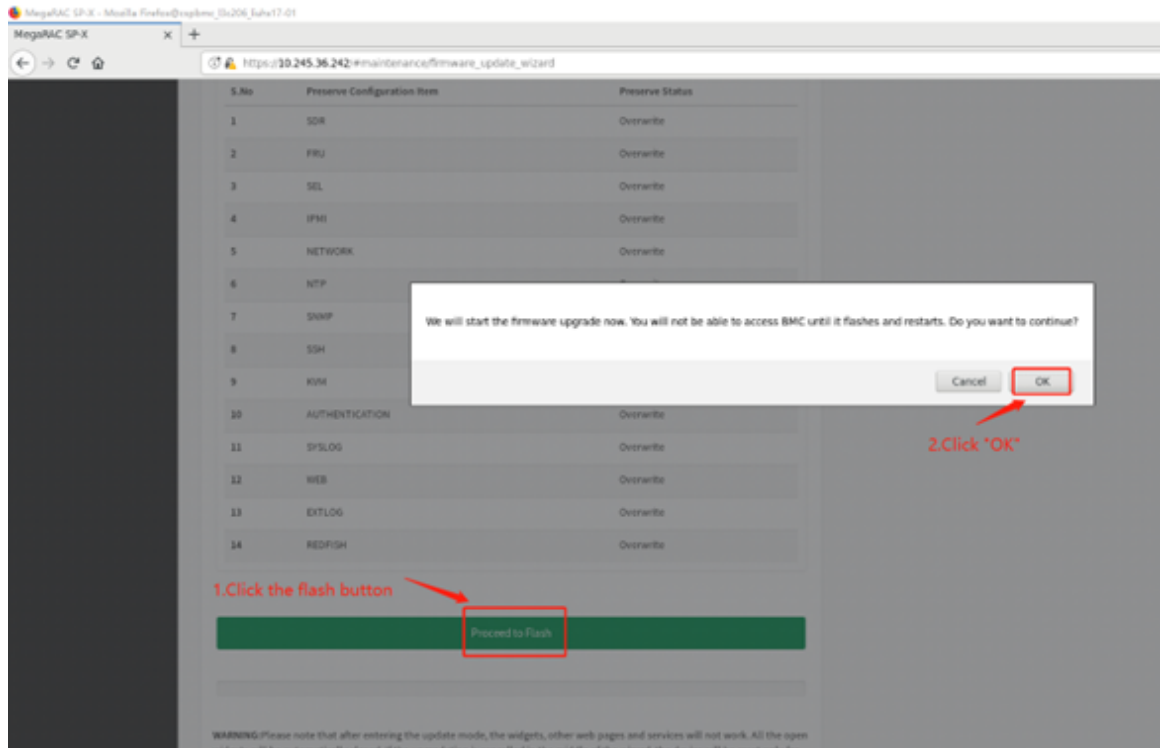 MegaRAC SP-X - Mozilla Firefox
MegaRAC SP-X × +
https://10.245.36.242/#maintenance/firmware_update_wizard
S.No Preserve Configuration Item Preserve Status
1 SDR Overwrite
2 FRU Overwrite
3 SEL Overwrite
4 IPMI Overwrite
5 NETWORK Overwrite
6 NTP
7 SNMP
We will start the firmware upgrade now. You will not be able to access BMC until it flashes and restarts. Do you want to continue?
8 SSH
9 KVM
Cancel OK
10 AUTHENTICATION Overwrite
11 SYSLOG Overwrite
2.Click "OK"
12 WEB Overwrite
13 EXTLOG Overwrite
14 REDFISH Overwrite
1.Click the flash button
Proceed to Flash
WARNING:Please note that after entering the update mode, the widgets, other web pages and services will not work. All the open